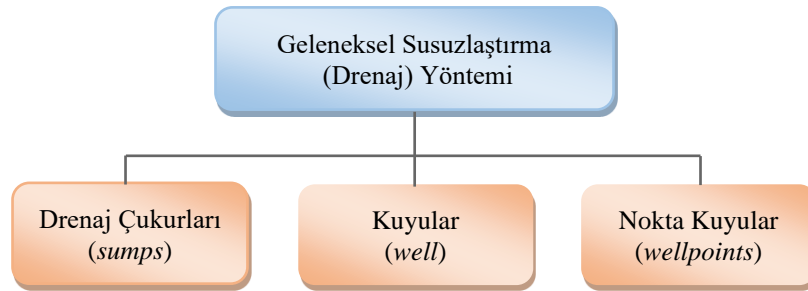 Geleneksel Susuzlaştırma
(Drenaj) Yöntemi
Drenaj Çukurları
(sumps)
Kuyular
(well)
Nokta Kuyular
(wellpoints)